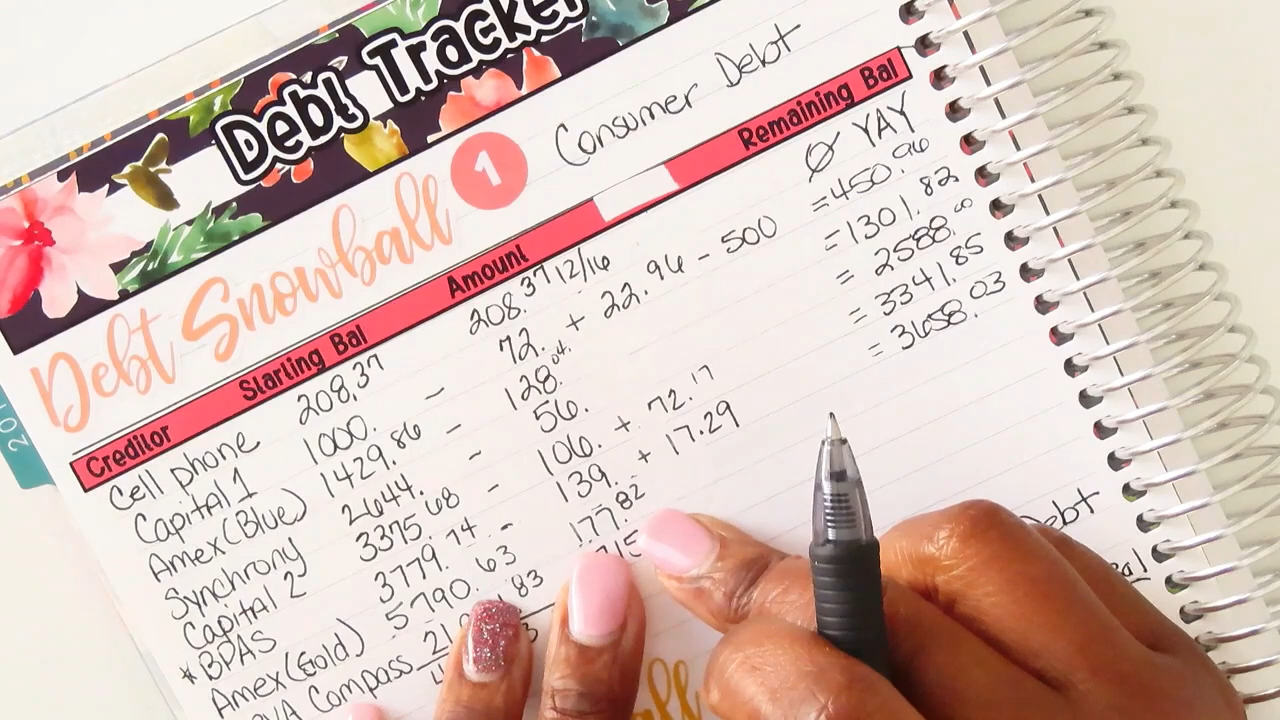 Debt Tracker
Debt Snowball 1 Consumer Debt
Creditor Starting Bal Amount Remaining Bal
Cell phone 208.37 208.37 12/16 Ø YAY
Capital 1 1000. - 72. + 22.96 - 500 = 450.96
Amex(Blue) 1429.86 - 128.04. = 1301.82
Synchrony 2644. - 56. = 2588.00
Capital 2 3375.68 - 106. + 72.17 = 3341.85
*BPAS 3779.74 - 139. + 17.29 = 3658.03
Amex(Gold) 5790.63 177.82
Compass
Debt